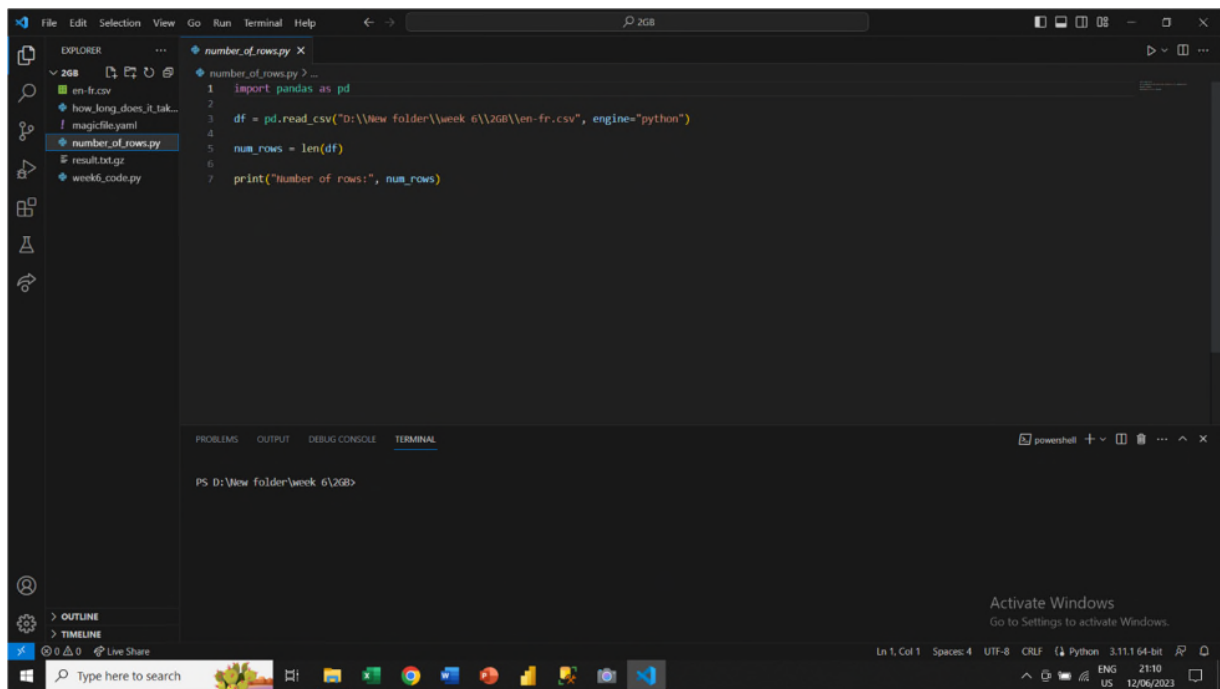 File Edit Selection View Go Run Terminal Help
2GB
EXPLORER
number_of_rows.py
2GB
number_of_rows.py > ...
en-fr.csv
how_long_does_it_tak...
magicfile.yaml
number_of_rows.py
result.txt.gz
week6_code.py
1 import pandas as pd
2
3 df = pd.read_csv("D:\\New folder\\week 6\\2GB\\en-fr.csv", engine="python")
4
5 num_rows = len(df)
6
7 print("Number of rows:", num_rows)
PROBLEMS OUTPUT DEBUG CONSOLE TERMINAL
powershell
PS D:\New folder\week 6\2GB>
OUTLINE
TIMELINE
Activate Windows
Go to Settings to activate Windows.
0 0 Live Share
Ln 1, Col 1 Spaces: 4 UTF-8 CRLF Python 3.11.1 64-bit
Type here to search
ENG 21:10
US 12/06/2023